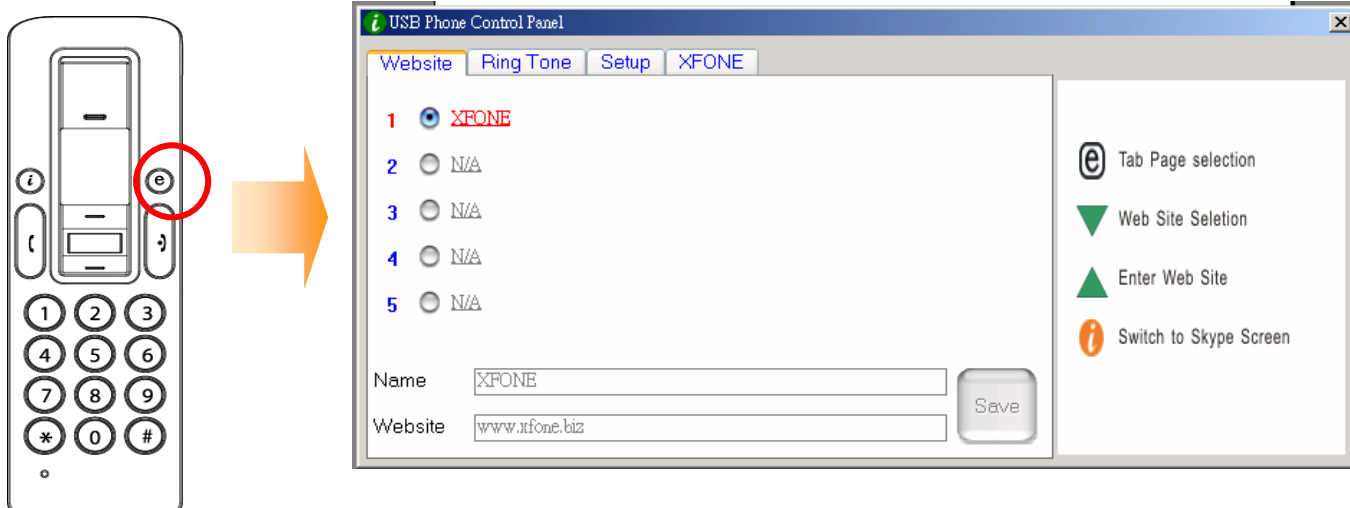 i
e
1 2 3
4 5 6
7 8 9
* 0 #
i USB Phone Control Panel
Website Ring Tone Setup XFONE
1 XFONE
2 N/A
3 N/A
4 N/A
5 N/A
Name XFONE
Website www.xfone.biz
Save
e Tab Page selection
Web Site Seletion
Enter Web Site
i Switch to Skype Screen